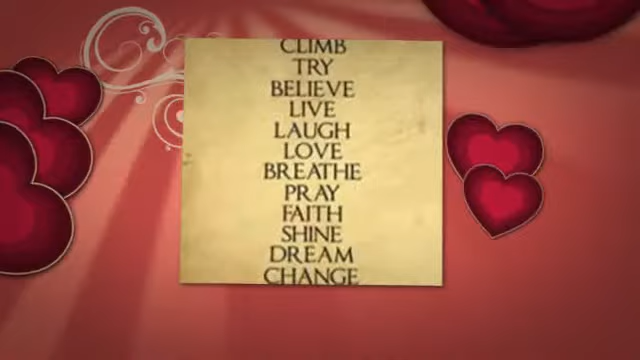 CLIMB
TRY
BELIEVE
LIVE
LAUGH
LOVE
BREATHE
PRAY
FAITH
SHINE
DREAM
CHANGE